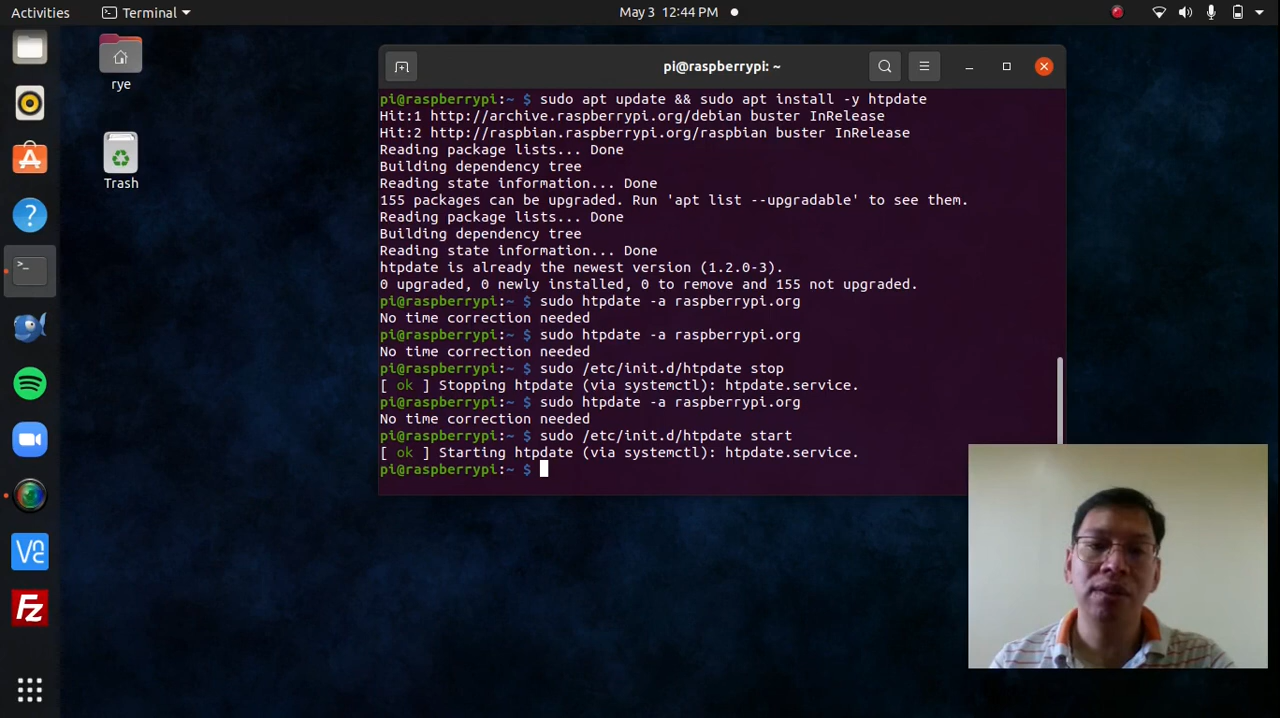 Activities
Terminal
May 3 12:44 PM
rye
Trash
pi@raspberrypi: ~
pi@raspberrypi:~ $ sudo apt update && sudo apt install -y htpdate
Hit:1 http://archive.raspberrypi.org/debian buster InRelease
Hit:2 http://raspbian.raspberrypi.org/raspbian buster InRelease
Reading package lists... Done
Building dependency tree
Reading state information... Done
155 packages can be upgraded. Run 'apt list --upgradable' to see them.
Reading package lists... Done
Building dependency tree
Reading state information... Done
htpdate is already the newest version (1.2.0-3).
0 upgraded, 0 newly installed, 0 to remove and 155 not upgraded.
pi@raspberrypi:~ $ sudo htpdate -a raspberrypi.org
No time correction needed
pi@raspberrypi:~ $ sudo htpdate -a raspberrypi.org
No time correction needed
pi@raspberrypi:~ $ sudo /etc/init.d/htpdate stop
[ ok ] Stopping htpdate (via systemctl): htpdate.service.
pi@raspberrypi:~ $ sudo htpdate -a raspberrypi.org
No time correction needed
pi@raspberrypi:~ $ sudo /etc/init.d/htpdate start
[ ok ] Starting htpdate (via systemctl): htpdate.service.
pi@raspberrypi:~ $